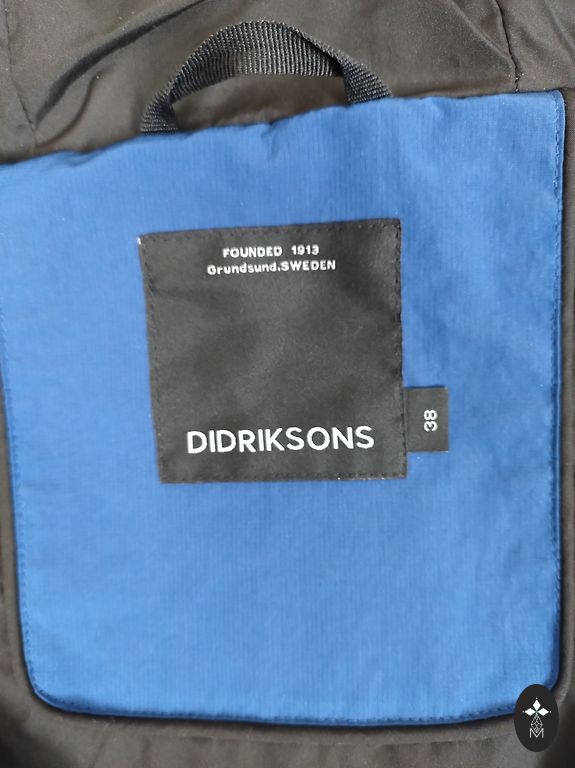 FOUNDED 1913
Grundsund.SWEDEN
DIDRIKSONS
38
M